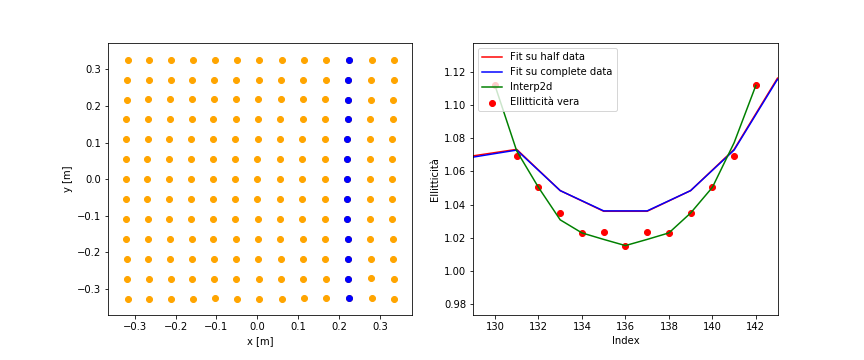 0.3
0.2
0.1
0.0
−0.1
−0.2
−0.3
y [m]
−0.3 −0.2 −0.1 0.0 0.1 0.2 0.3
x [m]
1.12
1.10
1.08
1.06
1.04
1.02
1.00
0.98
Ellitticità
Fit su half data
Fit su complete data
Interp2d
Ellitticità vera
130 132 134 136 138 140 142
Index